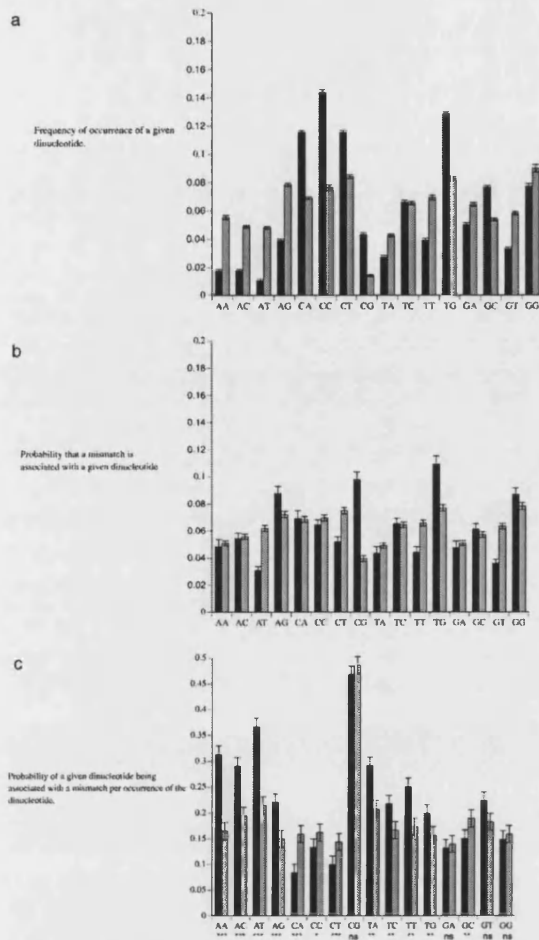 a
0.2
0.18
0.16
0.14
Frequency of occurrence of a given
dinucleotide.
0.12
0.1
0.08
0.06
0.04
0.02
0
AA AC AT AG CA CC CT CG TA TC TT TG GA GC GT GG
b
0.2
0.18
0.16
0.14
Probability that a mismatch is
associated with a given dinucleotide
0.12
0.1
0.08
0.06
0.04
0.02
0
AA AC AT AG CA CC CT CG TA TC TT TG GA GC GT GG
c
0.5
0.45
0.4
0.35
0.3
Probability of a given dinucleotide being
associated with a mismatch per occurrence of the
dinucleotide.
0.25
0.2
0.15
0.1
0.05
0
AA AC AT AG CA CC CT CG TA TC TT TG GA GC GT GG
*** *** *** *** *** * *** ns ** ** ** ** ns ** ns ns